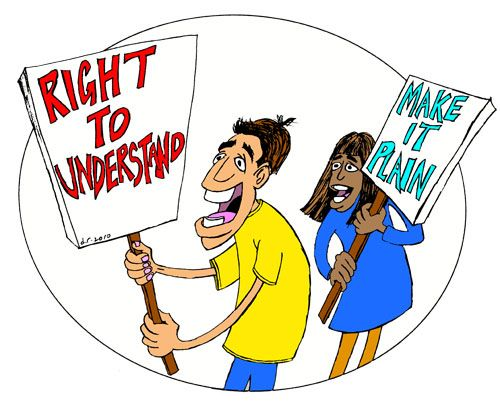 RIGHT
TO
UNDERSTAND
MAKE
IT
PLAIN